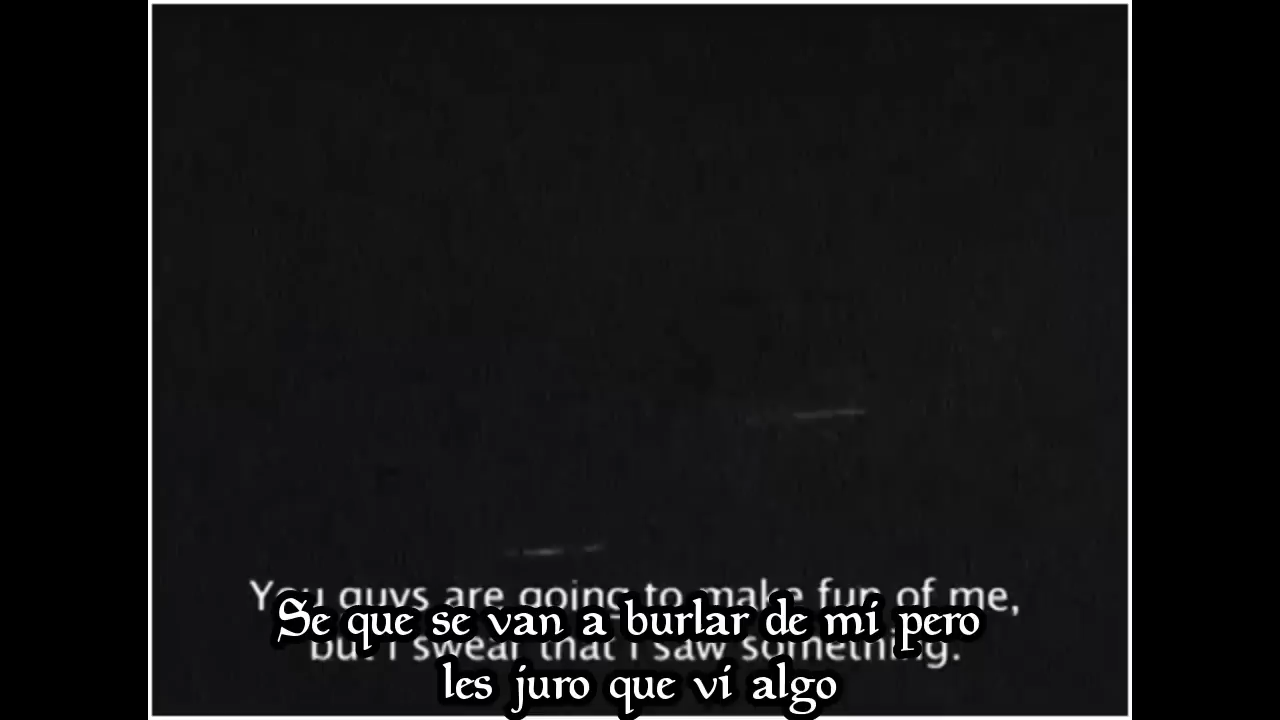 You guys are going to make fun of me,
Se que se van a burlar de mí pero
but I swear that I saw something.
les juro que ví algo